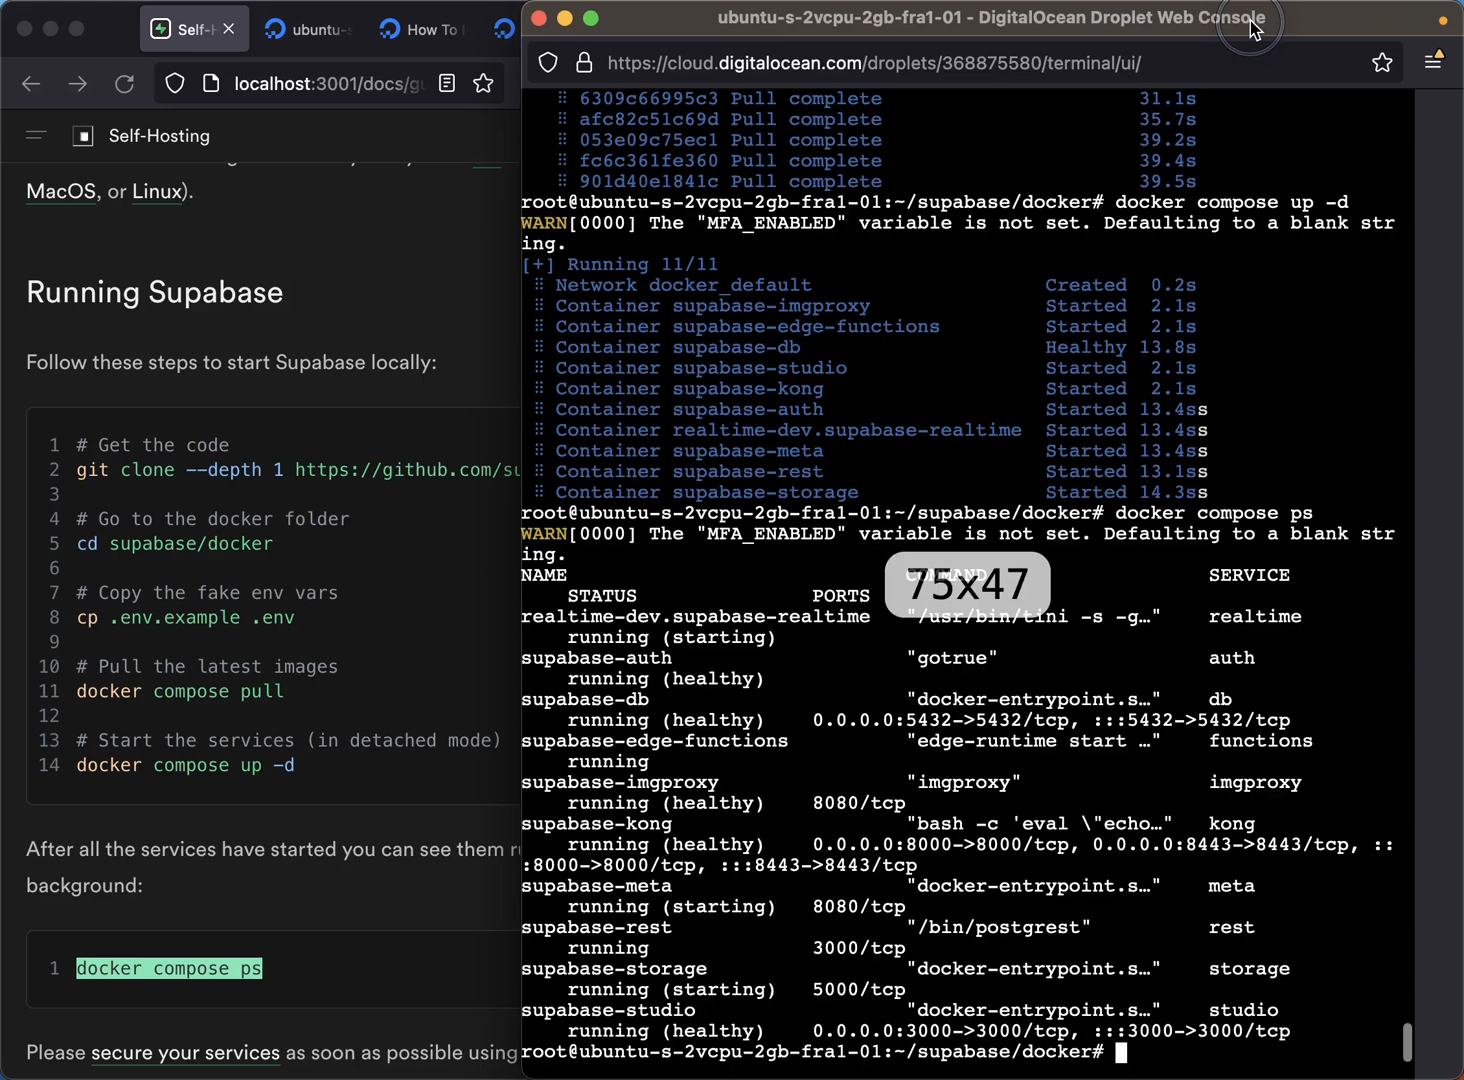 Self-H
ubuntu-s
How To I
localhost:3001/docs/gu
Self-Hosting
MacOS, or Linux).
Running Supabase
Follow these steps to start Supabase locally:
1 # Get the code
2 git clone --depth 1 https://github.com/su
3
4 # Go to the docker folder
5 cd supabase/docker
6
7 # Copy the fake env vars
8 cp .env.example .env
9
10 # Pull the latest images
11 docker compose pull
12
13 # Start the services (in detached mode)
14 docker compose up -d
After all the services have started you can see them ru
background:
1 docker compose ps
Please secure your services as soon as possible using
ubuntu-s-2vcpu-2gb-fra1-01 - DigitalOcean Droplet Web Console
https://cloud.digitalocean.com/droplets/368875580/terminal/ui/
⠿ 6309c66995c3 Pull complete 31.1s
⠿ afc82c51c69d Pull complete 35.7s
⠿ 053e09c75ec1 Pull complete 39.2s
⠿ fc6c361fe360 Pull complete 39.4s
⠿ 901d40e1841c Pull complete 39.5s
root@ubuntu-s-2vcpu-2gb-fra1-01:~/supabase/docker# docker compose up -d
WARN[0000] The "MFA_ENABLED" variable is not set. Defaulting to a blank str
ing.
[+] Running 11/11
⠿ Network docker_default Created 0.2s
⠿ Container supabase-imgproxy Started 2.1s
⠿ Container supabase-edge-functions Started 2.1s
⠿ Container supabase-db Healthy 13.8s
⠿ Container supabase-studio Started 2.1s
⠿ Container supabase-kong Started 2.1s
⠿ Container supabase-auth Started 13.4ss
⠿ Container realtime-dev.supabase-realtime Started 13.4ss
⠿ Container supabase-meta Started 13.4ss
⠿ Container supabase-rest Started 13.1ss
⠿ Container supabase-storage Started 14.3ss
root@ubuntu-s-2vcpu-2gb-fra1-01:~/supabase/docker# docker compose ps
WARN[0000] The "MFA_ENABLED" variable is not set. Defaulting to a blank str
ing.
NAME COMMAND SERVICE
STATUS PORTS
75x47
realtime-dev.supabase-realtime "/usr/bin/tini -s -g…" realtime
running (starting)
supabase-auth "gotrue" auth
running (healthy)
supabase-db "docker-entrypoint.s…" db
running (healthy) 0.0.0.0:5432->5432/tcp, :::5432->5432/tcp
supabase-edge-functions "edge-runtime start …" functions
running
supabase-imgproxy "imgproxy" imgproxy
running (healthy) 8080/tcp
supabase-kong "bash -c 'eval \"echo…" kong
running (healthy) 0.0.0.0:8000->8000/tcp, 0.0.0.0:8443->8443/tcp, ::
:8000->8000/tcp, :::8443->8443/tcp
supabase-meta "docker-entrypoint.s…" meta
running (starting) 8080/tcp
supabase-rest "/bin/postgrest" rest
running 3000/tcp
supabase-storage "docker-entrypoint.s…" storage
running (starting) 5000/tcp
supabase-studio "docker-entrypoint.s…" studio
running (healthy) 0.0.0.0:3000->3000/tcp, :::3000->3000/tcp
root@ubuntu-s-2vcpu-2gb-fra1-01:~/supabase/docker#